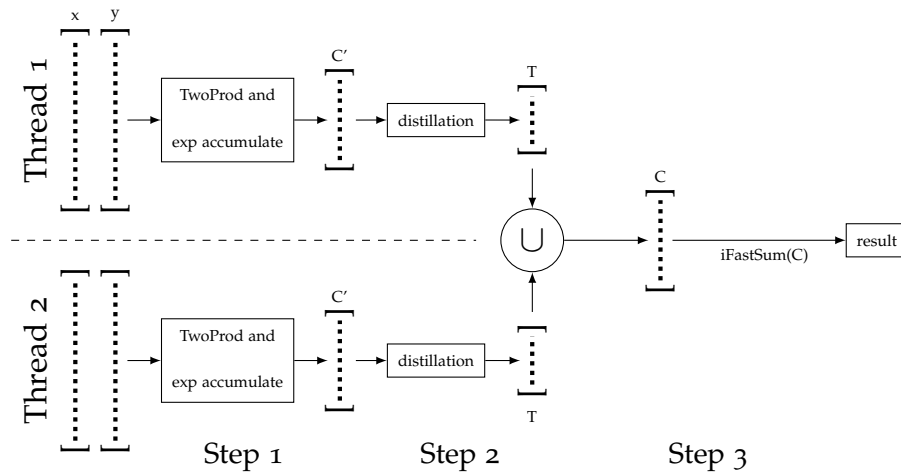 x y
Thread 1
TwoProd and
exp accumulate
C'
distillation
T
∪
C
iFastSum(C)
result
Thread 2
TwoProd and
exp accumulate
C'
distillation
T
Step 1 Step 2 Step 3